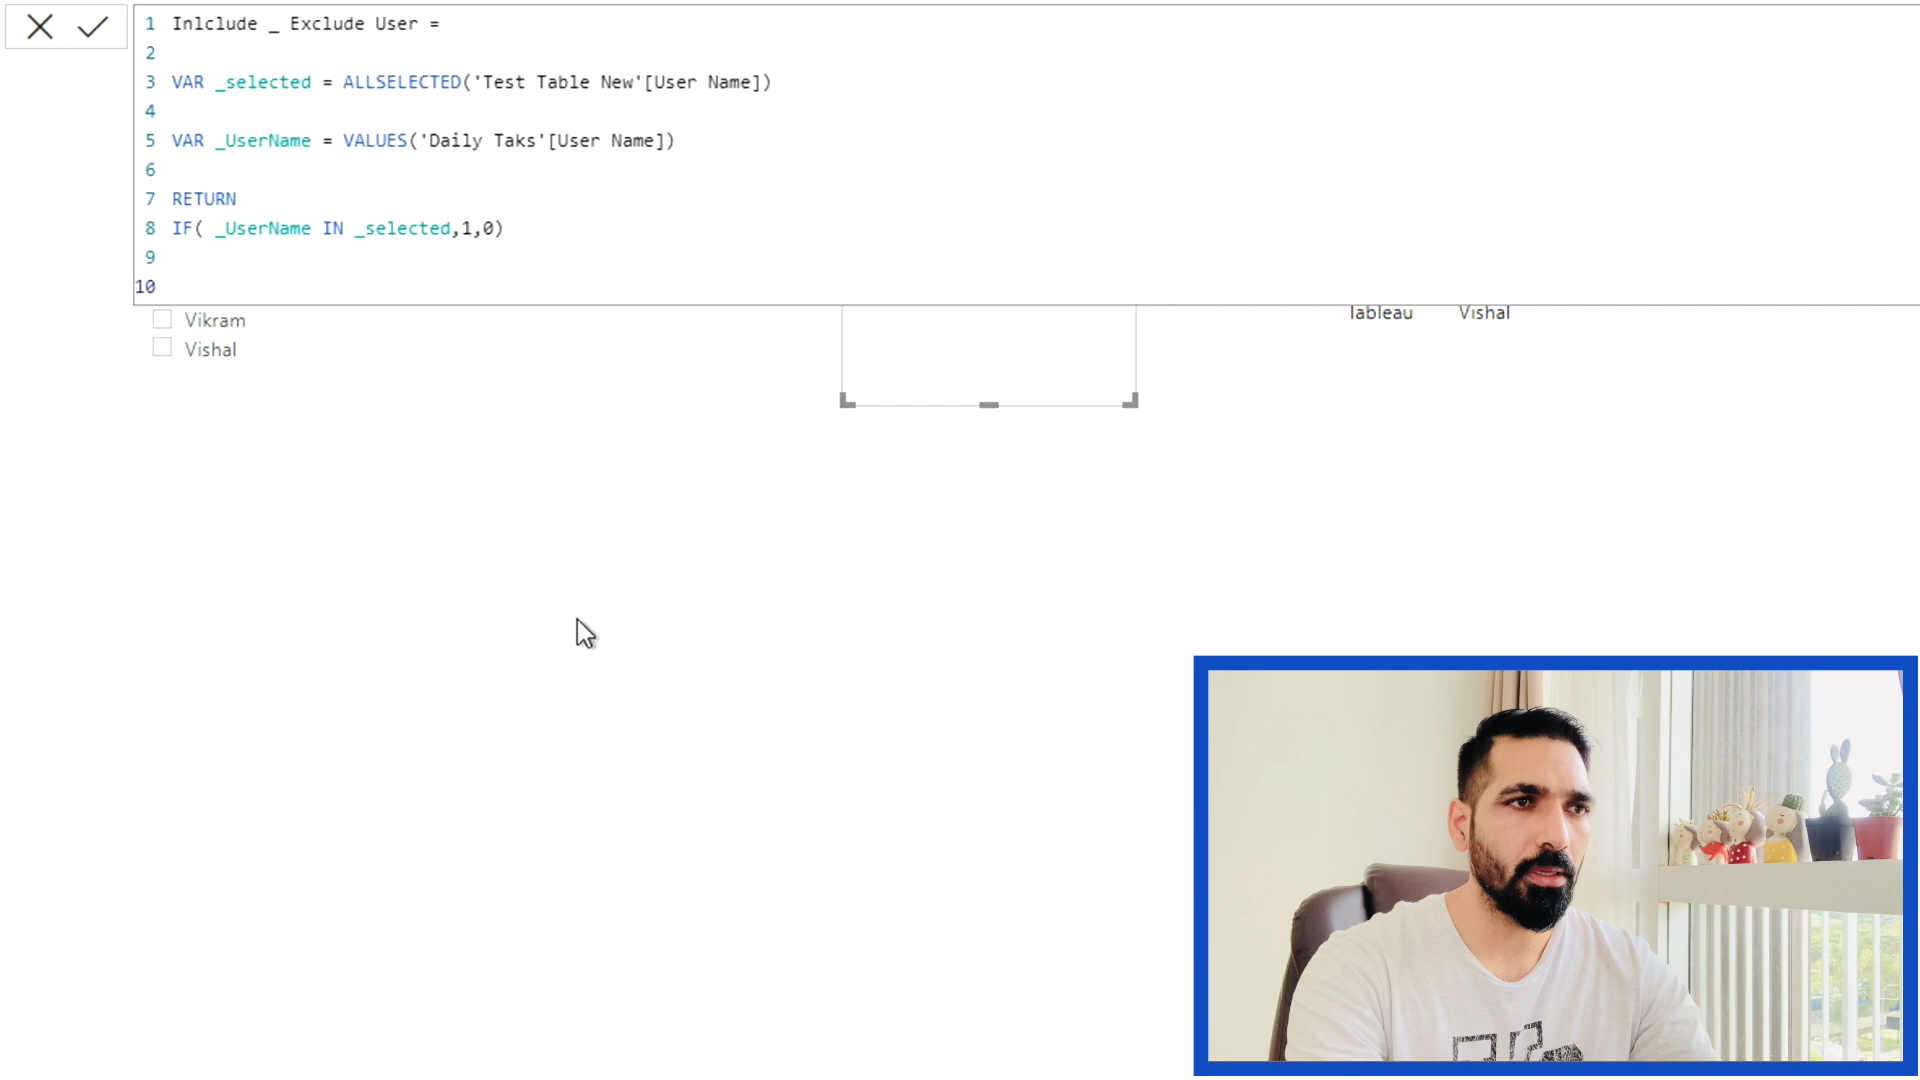 1 Inlclude _ Exclude User =
2
3 VAR _selected = ALLSELECTED('Test Table New'[User Name])
4
5 VAR _UserName = VALUES('Daily Taks'[User Name])
6
7 RETURN
8 IF( _UserName IN _selected,1,0)
9
10
Vikram
Vishal
Tableau Vishal